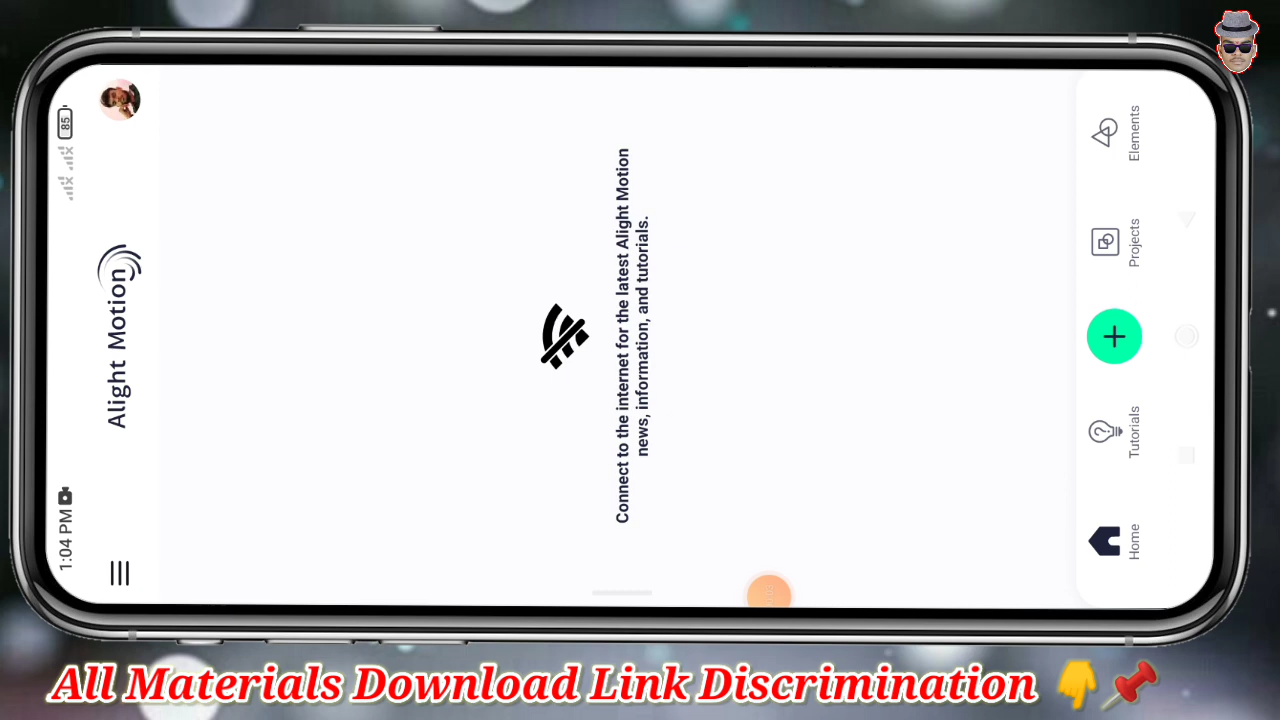 1:04 PM
85
Alight Motion
Connect to the internet for the latest Alight Motion
news, information, and tutorials.
Home
Tutorials
Projects
Elements
All Materials Download Link Discrimination 👇📌